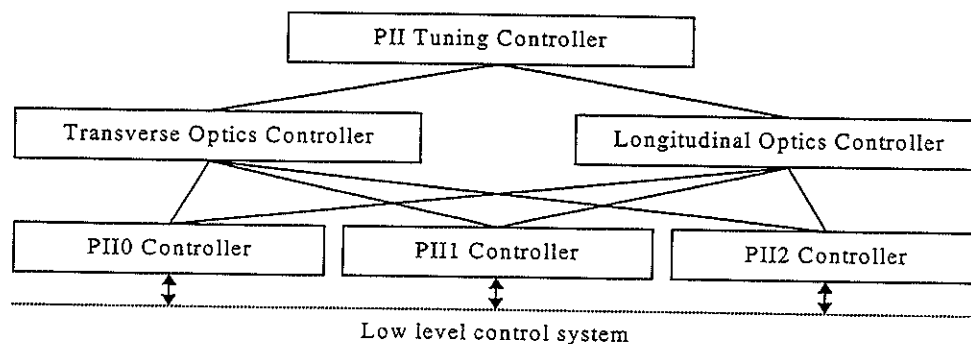 PII Tuning Controller
Transverse Optics Controller
Longitudinal Optics Controller
PII0 Controller
PII1 Controller
PII2 Controller
Low level control system